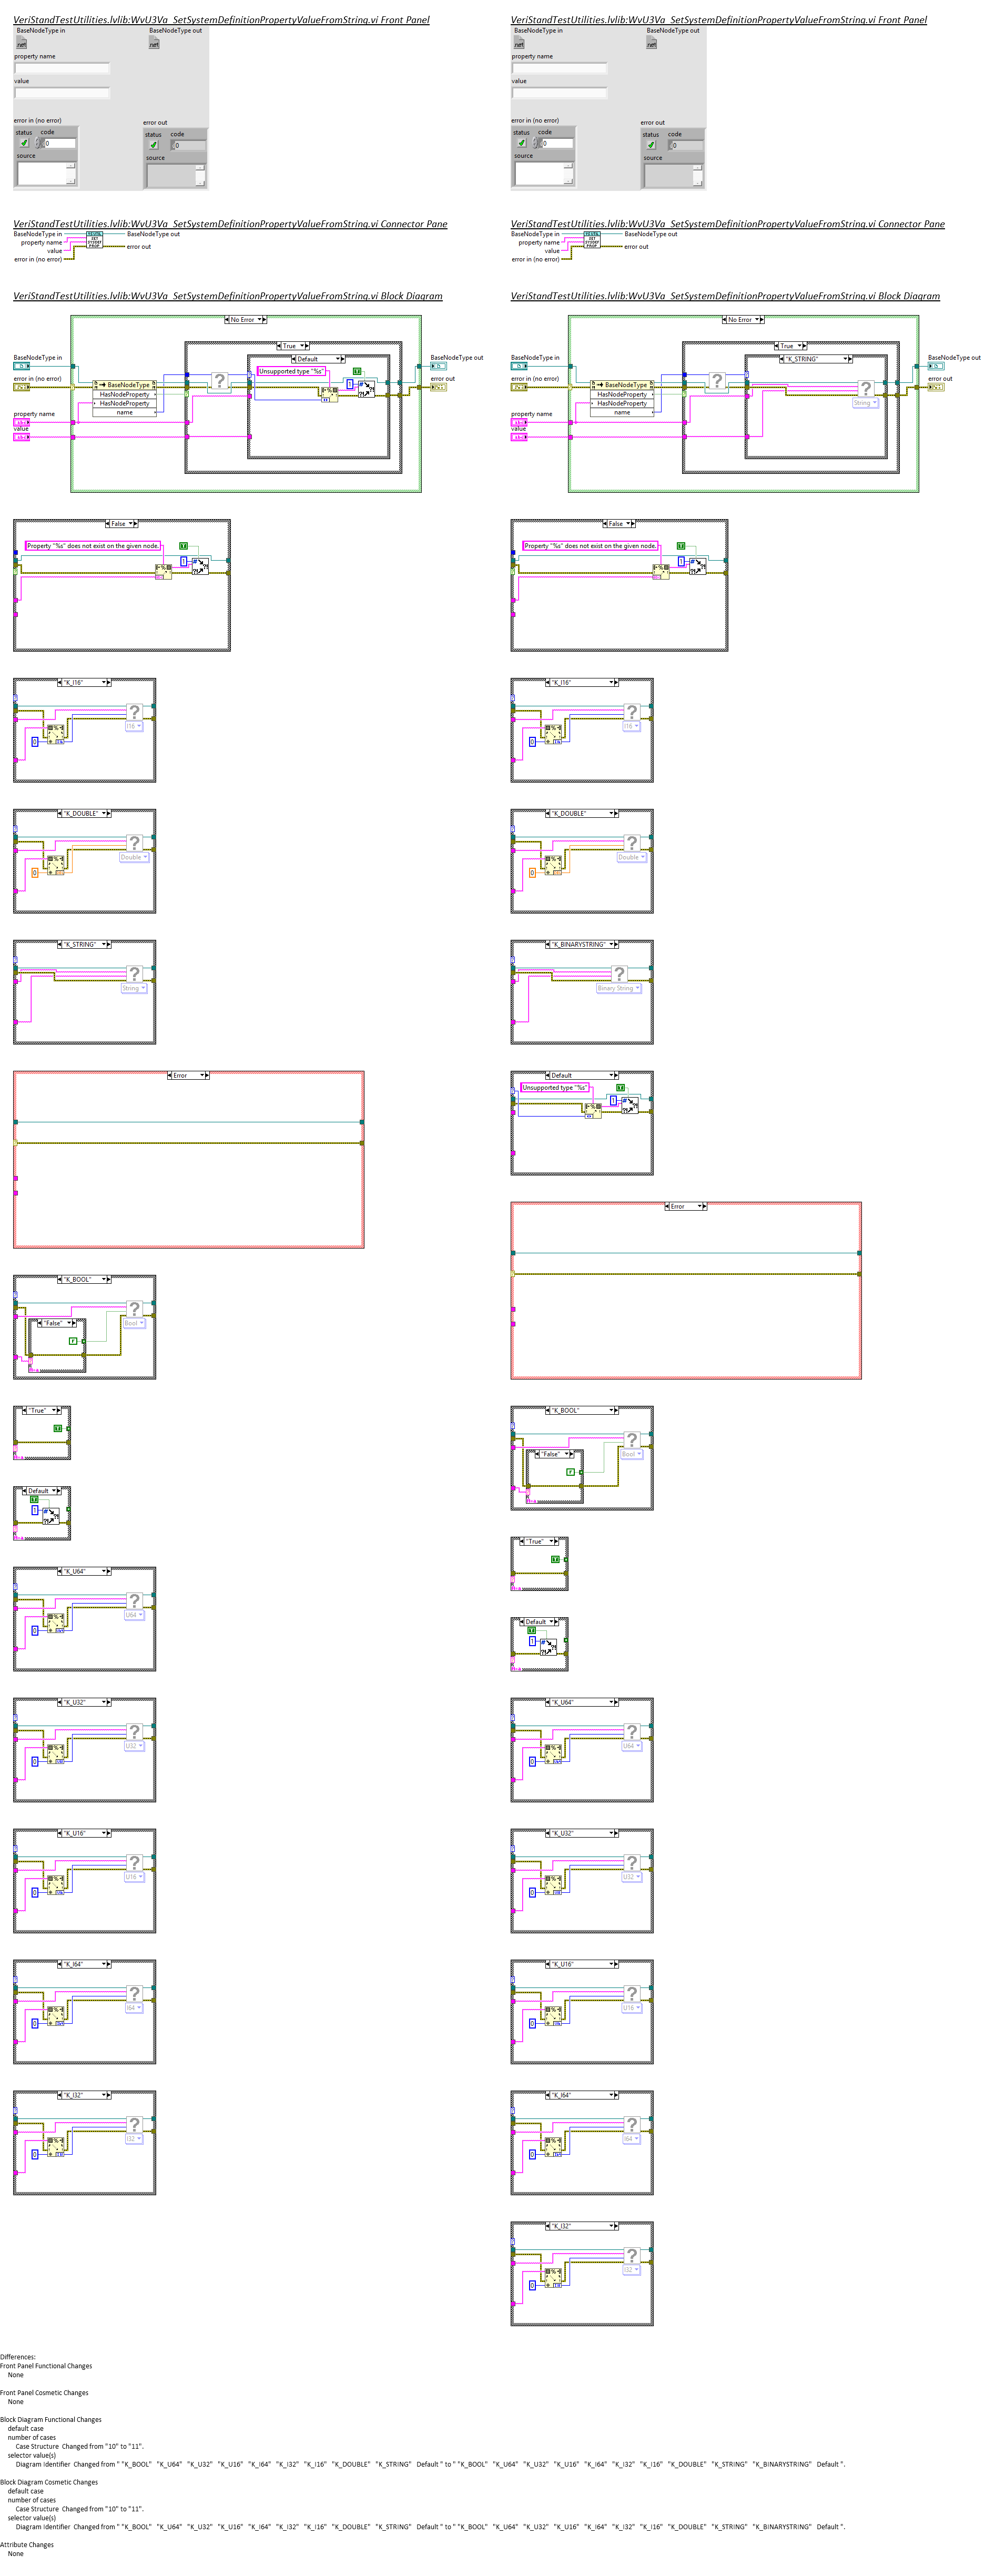 VeriStandTestUtilities.lvlib:WvU3Va_SetSystemDefinitionPropertyValueFromString.vi Front Panel
BaseNodeType in
BaseNodeType out
property name
value
error in (no error)
status
code
0
source
error out
status
code
0
source
VeriStandTestUtilities.lvlib:WvU3Va_SetSystemDefinitionPropertyValueFromString.vi Connector Pane
BaseNodeType in
property name
value
error in (no error)
BaseNodeType out
error out
VeriStandTestUtilities.lvlib:WvU3Va_SetSystemDefinitionPropertyValueFromString.vi Block Diagram
No Error
True
Default
Unsupported type "%s"
BaseNodeType in
error in (no error)
property name
value
BaseNodeType
HasNodeProperty
HasNodeProperty
name
BaseNodeType out
error out
False
Property "%s" does not exist on the given node.
"K_I16"
I16
"K_DOUBLE"
Double
"K_STRING"
String
Error
"K_BOOL"
Bool
"False"
"True"
Default
"K_U64"
U64
"K_U32"
U32
"K_U16"
U16
"K_I64"
I64
"K_I32"
I32
VeriStandTestUtilities.lvlib:WvU3Va_SetSystemDefinitionPropertyValueFromString.vi Front Panel
BaseNodeType in
BaseNodeType out
property name
value
error in (no error)
status
code
0
source
error out
status
code
0
source
VeriStandTestUtilities.lvlib:WvU3Va_SetSystemDefinitionPropertyValueFromString.vi Connector Pane
BaseNodeType in
property name
value
error in (no error)
BaseNodeType out
error out
VeriStandTestUtilities.lvlib:WvU3Va_SetSystemDefinitionPropertyValueFromString.vi Block Diagram
No Error
True
"K_STRING"
String
BaseNodeType in
error in (no error)
property name
value
BaseNodeType
HasNodeProperty
HasNodeProperty
name
BaseNodeType out
error out
False
Property "%s" does not exist on the given node.
"K_I16"
I16
"K_DOUBLE"
Double
"K_BINARYSTRING"
Binary String
Default
Unsupported type "%s"
Error
"K_BOOL"
Bool
"False"
"True"
Default
"K_U64"
U64
"K_U32"
U32
"K_U16"
U16
"K_I64"
I64
"K_I32"
I32
Differences:
Front Panel Functional Changes
None
Front Panel Cosmetic Changes
None
Block Diagram Functional Changes
default case
number of cases
Case Structure Changed from "10" to "11".
selector value(s)
Diagram Identifier Changed from " "K_BOOL" "K_U64" "K_U32" "K_U16" "K_I64" "K_I32" "K_I16" "K_DOUBLE" "K_STRING" Default " to " "K_BOOL" "K_U64" "K_U32" "K_U16" "K_I64" "K_I32" "K_I16" "K_DOUBLE" "K_STRING" "K_BINARYSTRING" Default ".
Block Diagram Cosmetic Changes
default case
number of cases
Case Structure Changed from "10" to "11".
selector value(s)
Diagram Identifier Changed from " "K_BOOL" "K_U64" "K_U32" "K_U16" "K_I64" "K_I32" "K_I16" "K_DOUBLE" "K_STRING" Default " to " "K_BOOL" "K_U64" "K_U32" "K_U16" "K_I64" "K_I32" "K_I16" "K_DOUBLE" "K_STRING" "K_BINARYSTRING" Default ".
Attribute Changes
None